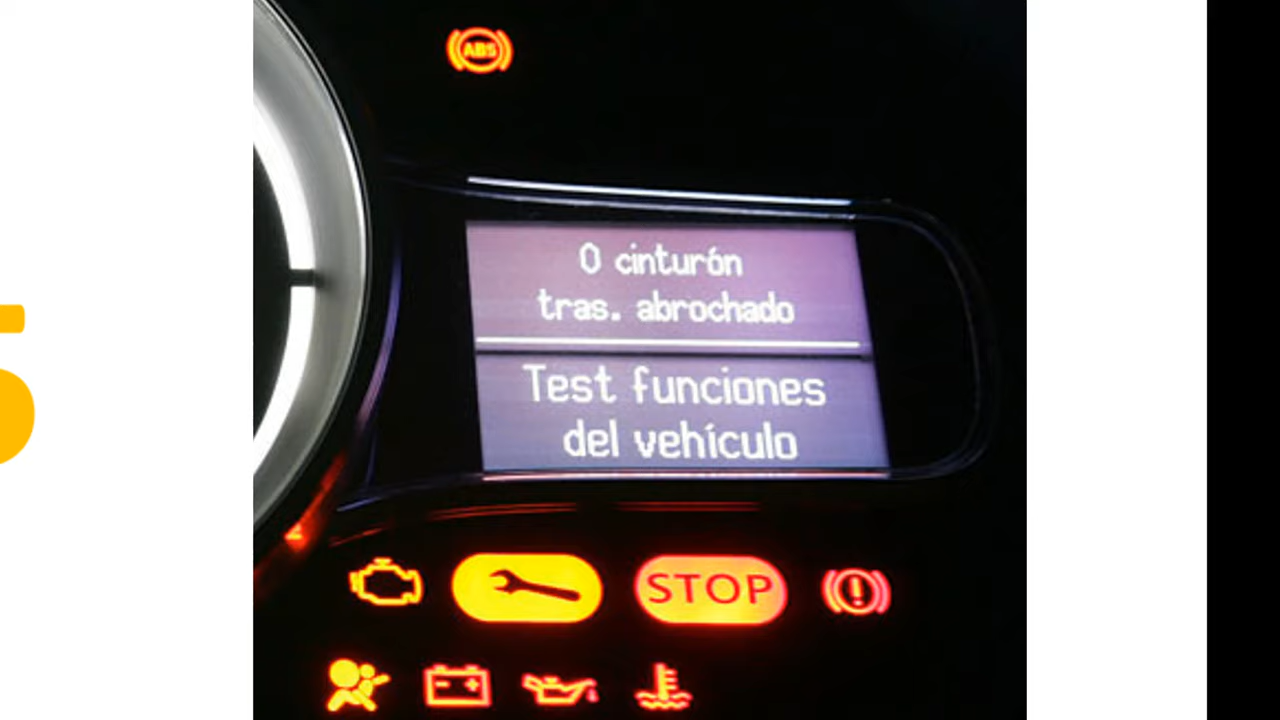 ABS
0 cinturón
tras. abrochado
Test funciones
del vehículo
STOP